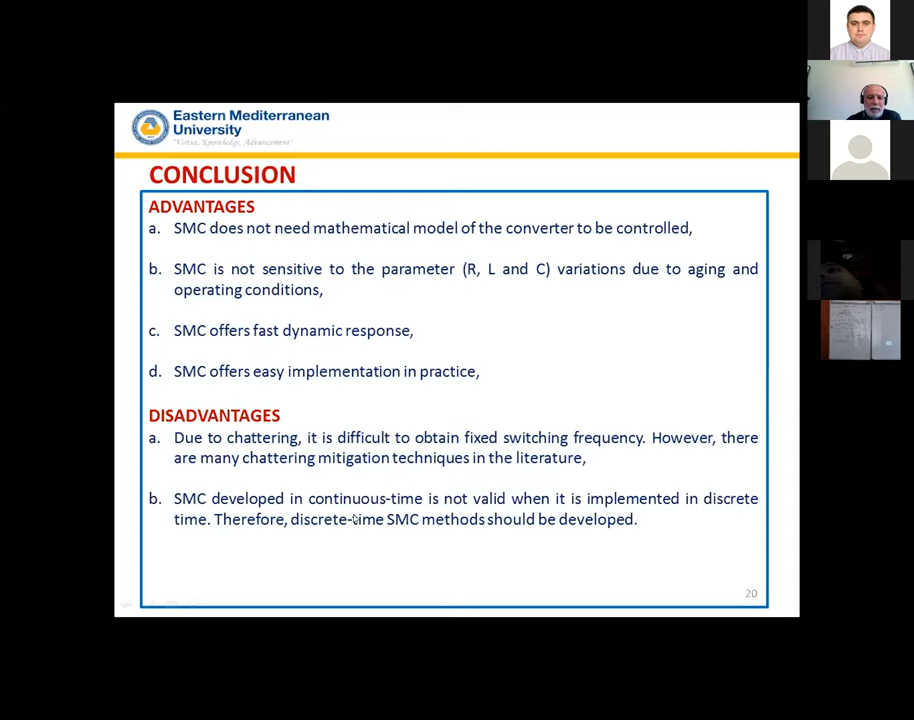 Eastern Mediterranean
University
"Virtue, Knowledge, Advancement"
CONCLUSION
ADVANTAGES
a. SMC does not need mathematical model of the converter to be controlled,
b. SMC is not sensitive to the parameter (R, L and C) variations due to aging and
operating conditions,
c. SMC offers fast dynamic response,
d. SMC offers easy implementation in practice,
DISADVANTAGES
a. Due to chattering, it is difficult to obtain fixed switching frequency. However, there
are many chattering mitigation techniques in the literature,
b. SMC developed in continuous-time is not valid when it is implemented in discrete
time. Therefore, discrete-time SMC methods should be developed.
20